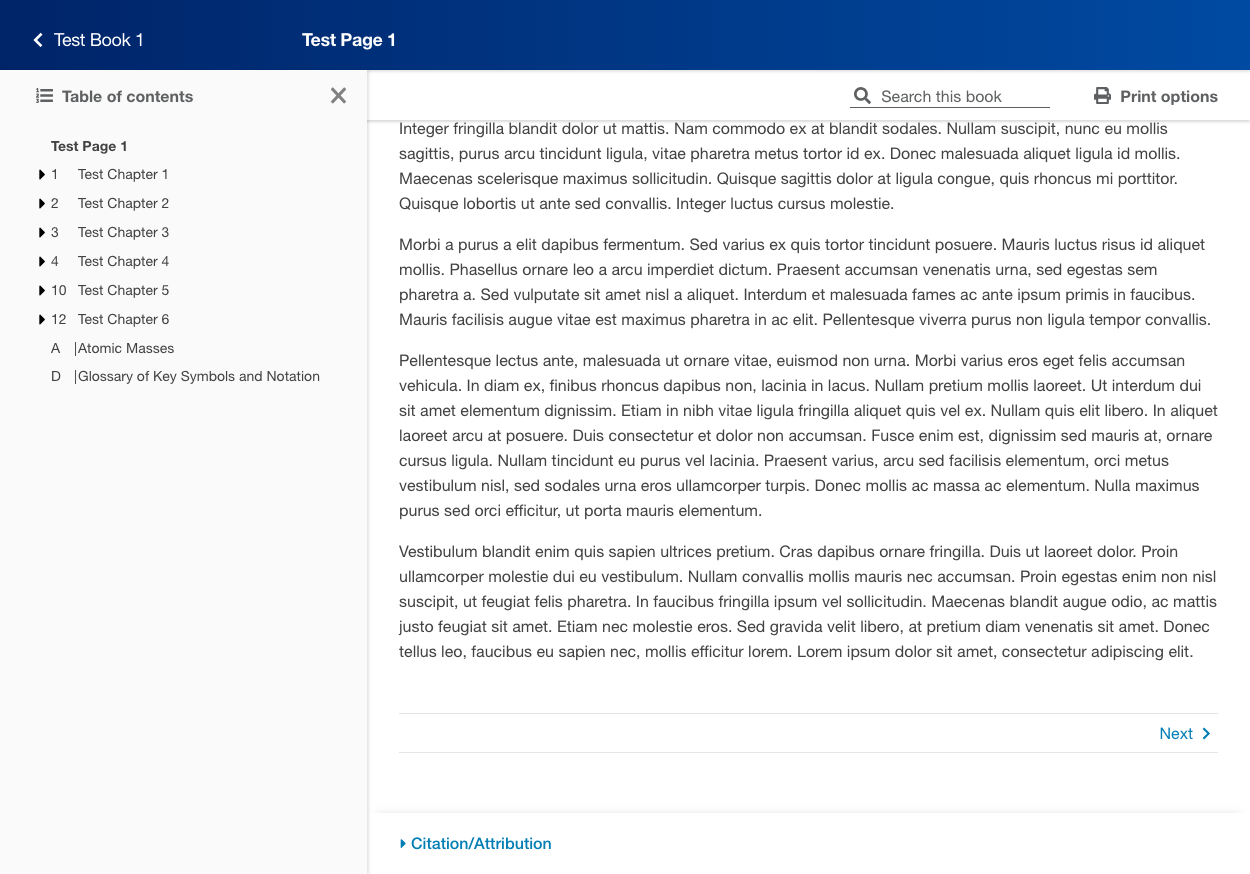 Test Book 1
Test Page 1
Table of contents
Search this book
Print options
Test Page 1
1 Test Chapter 1
2 Test Chapter 2
3 Test Chapter 3
4 Test Chapter 4
10 Test Chapter 5
12 Test Chapter 6
A |Atomic Masses
D |Glossary of Key Symbols and Notation
Integer fringilla blandit dolor ut mattis. Nam commodo ex at blandit sodales. Nullam suscipit, nunc eu mollis
sagittis, purus arcu tincidunt ligula, vitae pharetra metus tortor id ex. Donec malesuada aliquet ligula id mollis.
Maecenas scelerisque maximus sollicitudin. Quisque sagittis dolor at ligula congue, quis rhoncus mi porttitor.
Quisque lobortis ut ante sed convallis. Integer luctus cursus molestie.
Morbi a purus a elit dapibus fermentum. Sed varius ex quis tortor tincidunt posuere. Mauris luctus risus id aliquet
mollis. Phasellus ornare leo a arcu imperdiet dictum. Praesent accumsan venenatis urna, sed egestas sem
pharetra a. Sed vulputate sit amet nisl a aliquet. Interdum et malesuada fames ac ante ipsum primis in faucibus.
Mauris facilisis augue vitae est maximus pharetra in ac elit. Pellentesque viverra purus non ligula tempor convallis.
Pellentesque lectus ante, malesuada ut ornare vitae, euismod non urna. Morbi varius eros eget felis accumsan
vehicula. In diam ex, finibus rhoncus dapibus non, lacinia in lacus. Nullam pretium mollis laoreet. Ut interdum dui
sit amet elementum dignissim. Etiam in nibh vitae ligula fringilla aliquet quis vel ex. Nullam quis elit libero. In aliquet
laoreet arcu at posuere. Duis consectetur et dolor non accumsan. Fusce enim est, dignissim sed mauris at, ornare
cursus ligula. Nullam tincidunt eu purus vel lacinia. Praesent varius, arcu sed facilisis elementum, orci metus
vestibulum nisl, sed sodales urna eros ullamcorper turpis. Donec mollis ac massa ac elementum. Nulla maximus
purus sed orci efficitur, ut porta mauris elementum.
Vestibulum blandit enim quis sapien ultrices pretium. Cras dapibus ornare fringilla. Duis ut laoreet dolor. Proin
ullamcorper molestie dui eu vestibulum. Nullam convallis mollis mauris nec accumsan. Proin egestas enim non nisl
suscipit, ut feugiat felis pharetra. In faucibus fringilla ipsum vel sollicitudin. Maecenas blandit augue odio, ac mattis
justo feugiat sit amet. Etiam nec molestie eros. Sed gravida velit libero, at pretium diam venenatis sit amet. Donec
tellus leo, faucibus eu sapien nec, mollis efficitur lorem. Lorem ipsum dolor sit amet, consectetur adipiscing elit.
Next
Citation/Attribution